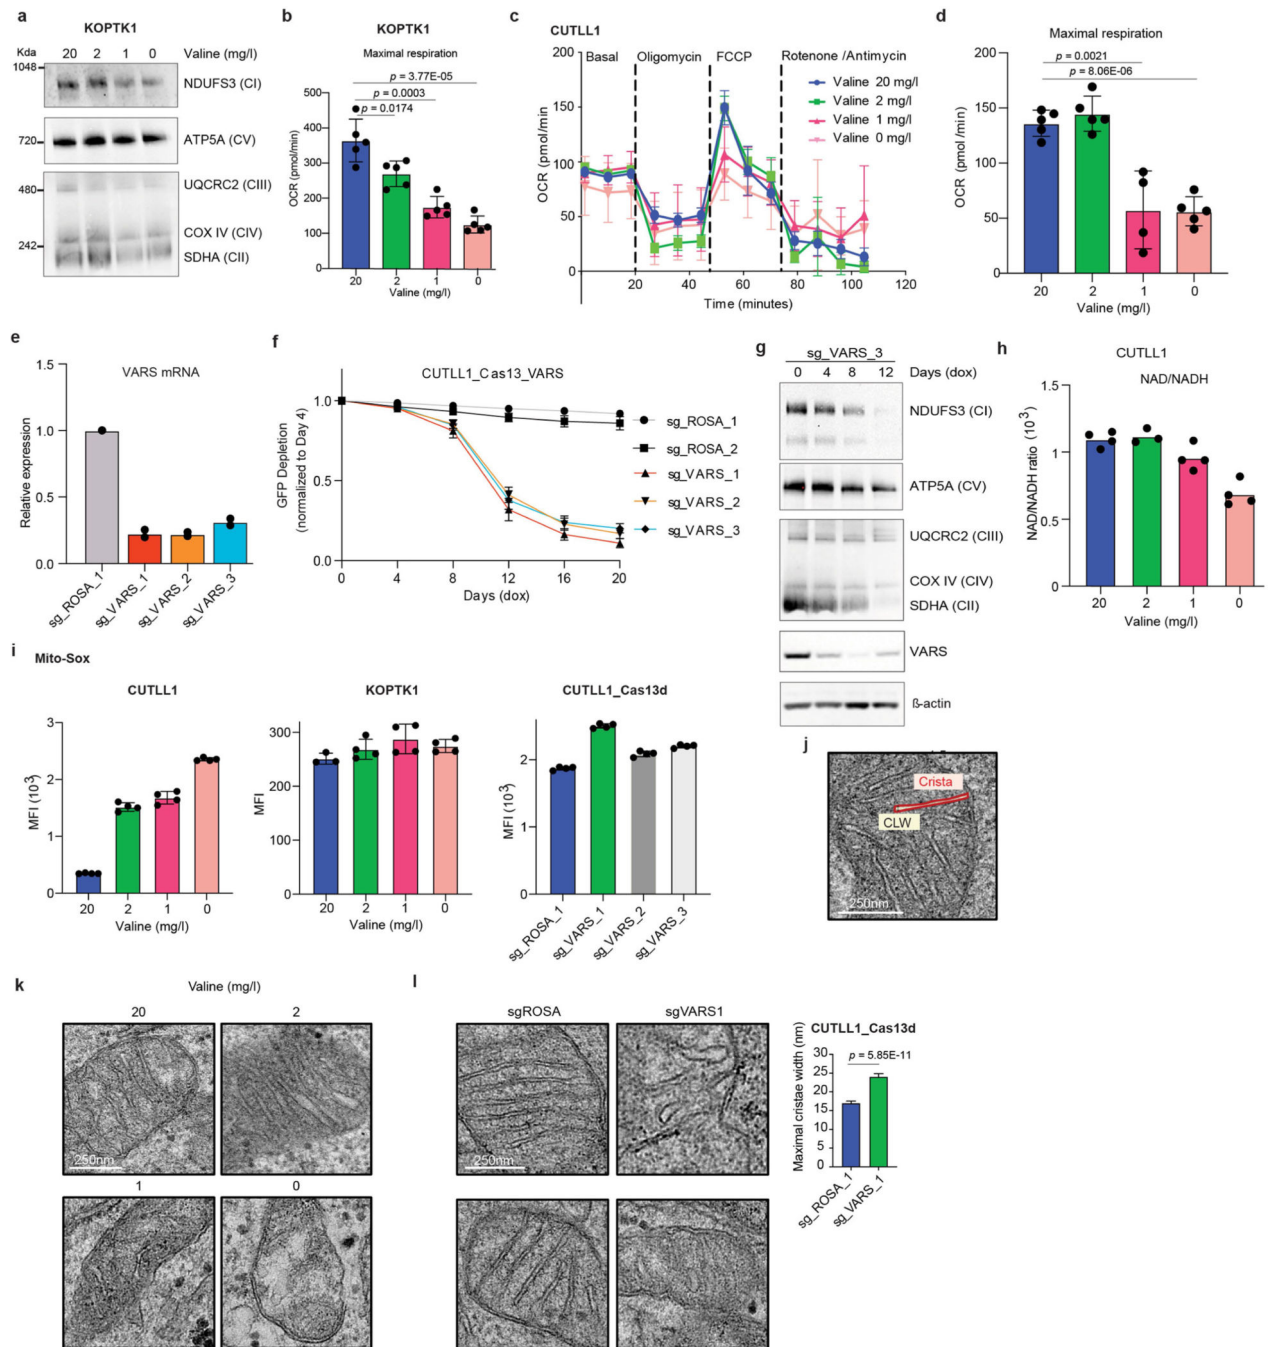 a
KOPTK1
Kda
20 2 1 0 Valine (mg/l)
1048
NDUFS3 (CI)
720
ATP5A (CV)
UQCRC2 (CIII)
480
COX IV (CIV)
242
SDHA (CII)
b
KOPTK1
Maximal respiration
p = 3.77E-05
p = 0.0003
p = 0.0174
OCR (pmol/min)
500
400
300
200
100
0
20 2 1 0
Valine (mg/l)
c
CUTLL1
Basal Oligomycin FCCP Rotenone /Antimycin
Valine 20 mg/l
Valine 2 mg/l
Valine 1 mg/l
Valine 0 mg/l
OCR (pmol/min)
200
150
100
50
0
0 20 40 60 80 100 120
Time (minutes)
d
Maximal respiration
p = 0.0021
p = 8.06E-06
OCR (pmol /min)
200
150
100
50
0
20 2 1 0
Valine (mg/l)
e
VARS mRNA
Relative expression
1.5
1.0
0.5
0.0
sg_ROSA_1
sg_VARS_1
sg_VARS_2
sg_VARS_3
f
CUTLL1_Cas13_VARS
GFP Depletion
(normalized to Day 4)
1.0
0.5
0.0
0 4 8 12 16 20
Days (dox)
sg_ROSA_1
sg_ROSA_2
sg_VARS_1
sg_VARS_2
sg_VARS_3
g
sg_VARS_3
0 4 8 12 Days (dox)
NDUFS3 (CI)
ATP5A (CV)
UQCRC2 (CIII)
COX IV (CIV)
SDHA (CII)
VARS
ß-actin
h
CUTLL1
NAD/NADH
NAD/NADH ratio (10³)
1.5
1.0
0.5
0
20 2 1 0
Valine (mg/l)
i
Mito-Sox
CUTLL1
MFI (10³)
3
2
1
0
20 2 1 0
Valine (mg/l)
KOPTK1
MFI
300
200
100
0
20 2 1 0
Valine (mg/l)
CUTLL1_Cas13d
MFI (10³)
2
1
0
sg_ROSA_1
sg_VARS_1
sg_VARS_2
sg_VARS_3
j
Crista
CLW
250nm
k
Valine (mg/l)
20 2
250nm
1 0
l
sgROSA sgVARS1
250nm
CUTLL1_Cas13d
p = 5.85E-11
Maximal cristae width (nm)
30
25
20
15
10
5
0
sg_ROSA_1
sg_VARS_1